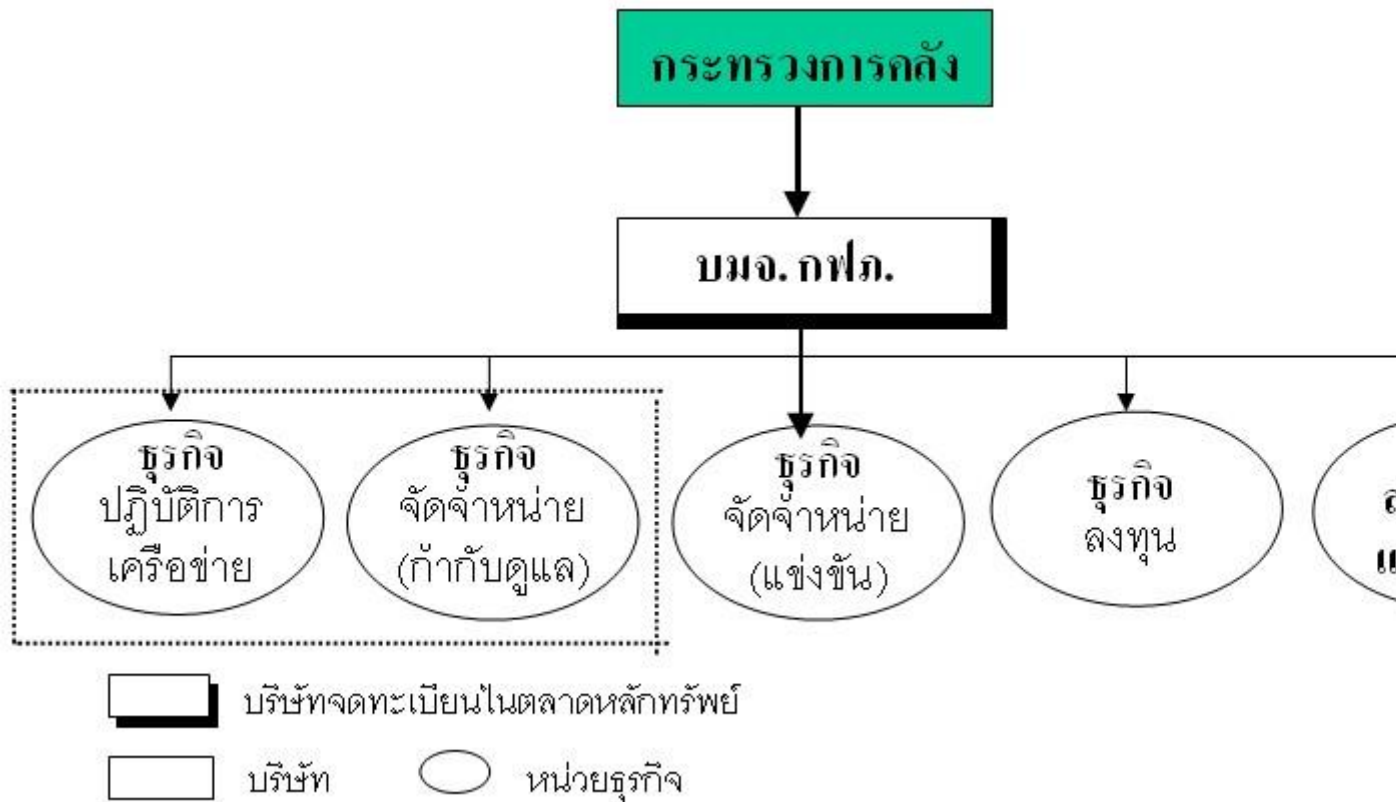 กระทรวงการคลัง
บมจ. กฟภ.
ธุรกิจ
ปฏิบัติการ
เครือข่าย
ธุรกิจ
จัดจำหน่าย
(กำกับดูแล)
ธุรกิจ
จัดจำหน่าย
(แข่งขัน)
ธุรกิจ
ลงทุน
บริษัทจดทะเบียนในตลาดหลักทรัพย์
บริษัท
หน่วยธุรกิจ